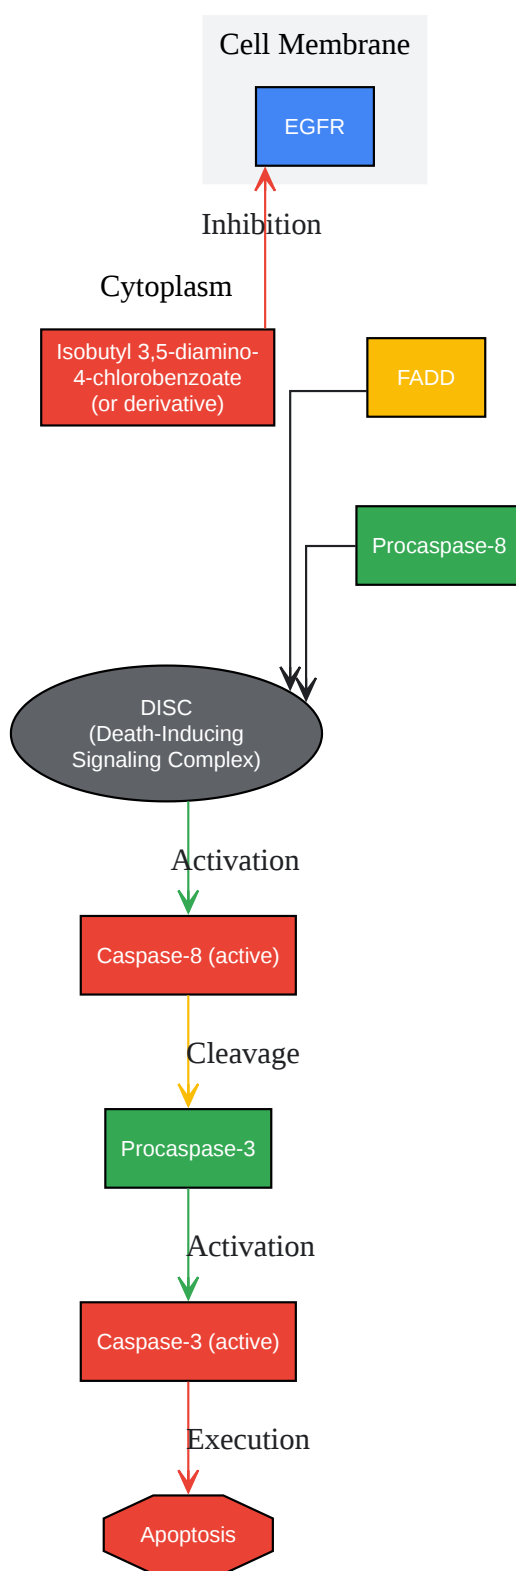 Cell Membrane
EGFR
Inhibition
Cytoplasm
Isobutyl 3,5-diamino-
4-chlorobenzoate
(or derivative)
FADD
Procaspase-8
DISC
(Death-Inducing
Signaling Complex)
Activation
Caspase-8 (active)
Cleavage
Procaspase-3
Activation
Caspase-3 (active)
Execution
Apoptosis